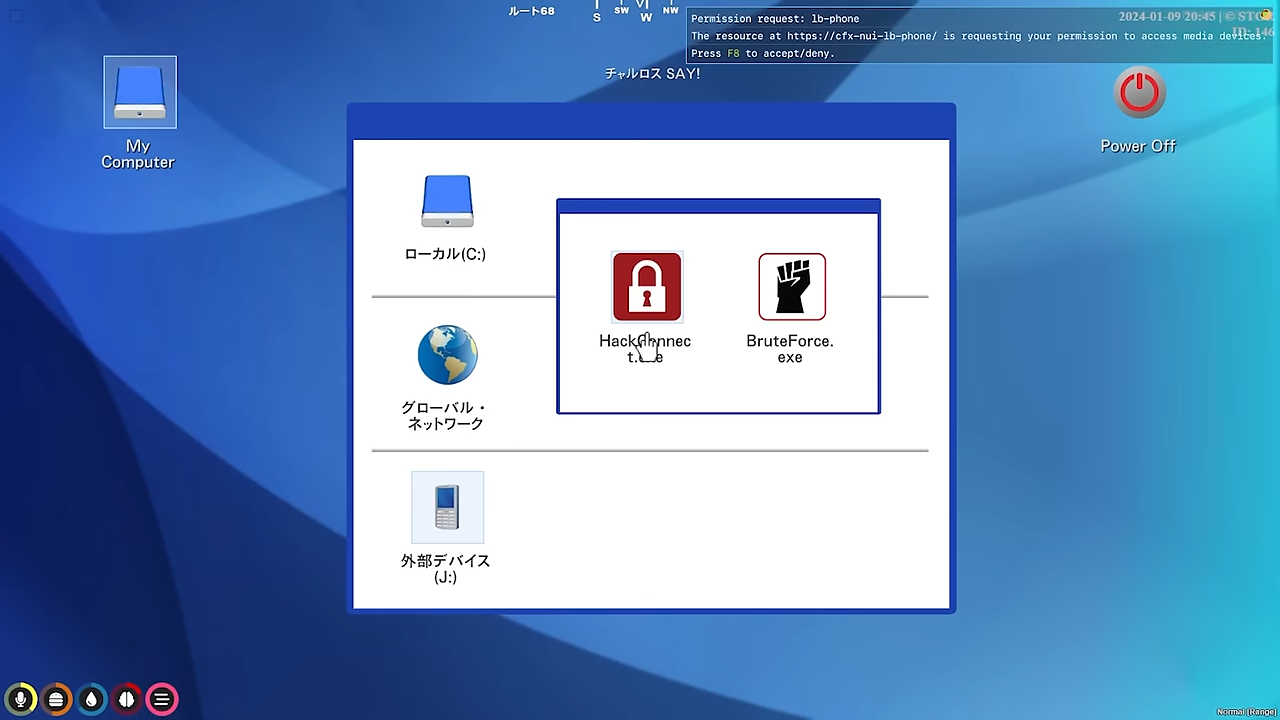 ルート68
S
SW
W
NW
Permission request: lb-phone
The resource at https://cfx-nui-lb-phone/ is requesting your permission to access media devices.
Press F8 to accept/deny.
2024-01-09 20:45 | ©
ID: 146
チャルロス SAY!
My
Computer
Power Off
ローカル(C:)
BruteForce.
exe
グローバル・
ネットワーク
外部デバイス
(J:)
Normal [Range]